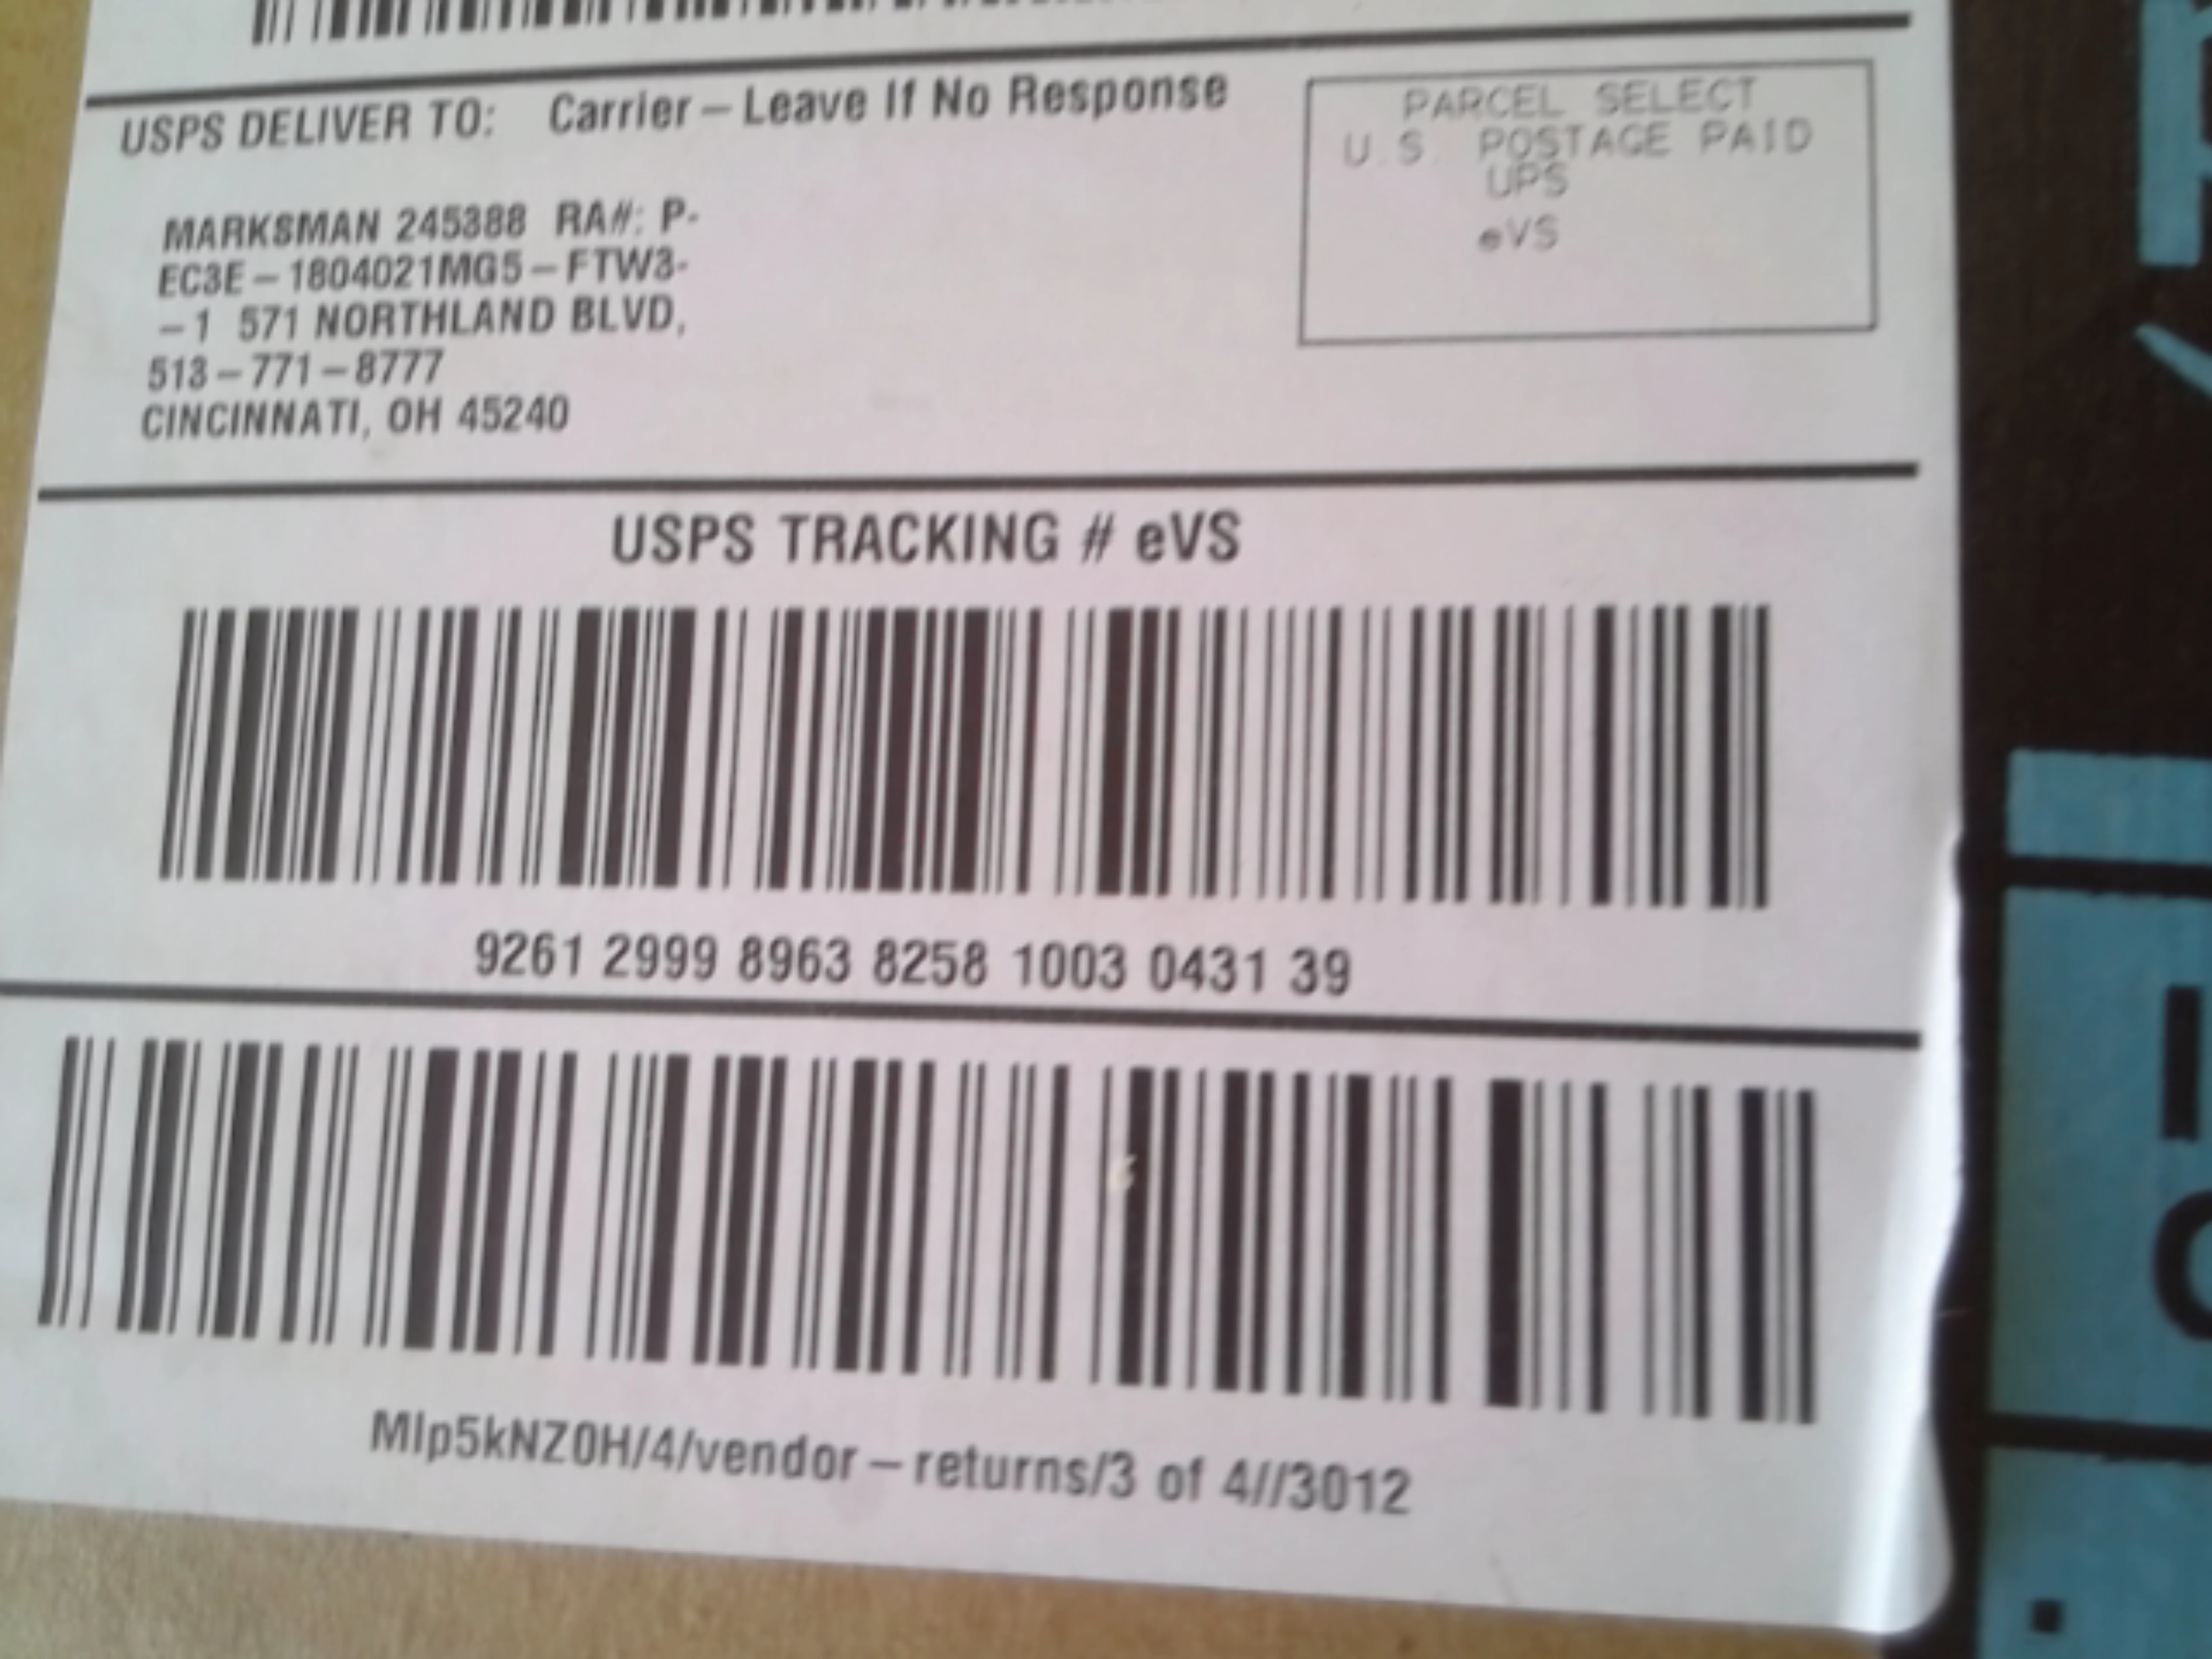 USPS DELIVER TO: Carrier – Leave If No Response
PARCEL SELECT
U.S. POSTAGE PAID
UPS
eVS
MARKSMAN 245388 RA#: P-
EC3E – 1804021MG5 – FTW3-
– 1 571 NORTHLAND BLVD,
513 – 771 – 8777
CINCINNATI, OH 45240
USPS TRACKING # eVS
9261 2999 8963 8258 1003 0431 39
MIp5kNZ0H/4/vendor – returns/3 of 4//3012